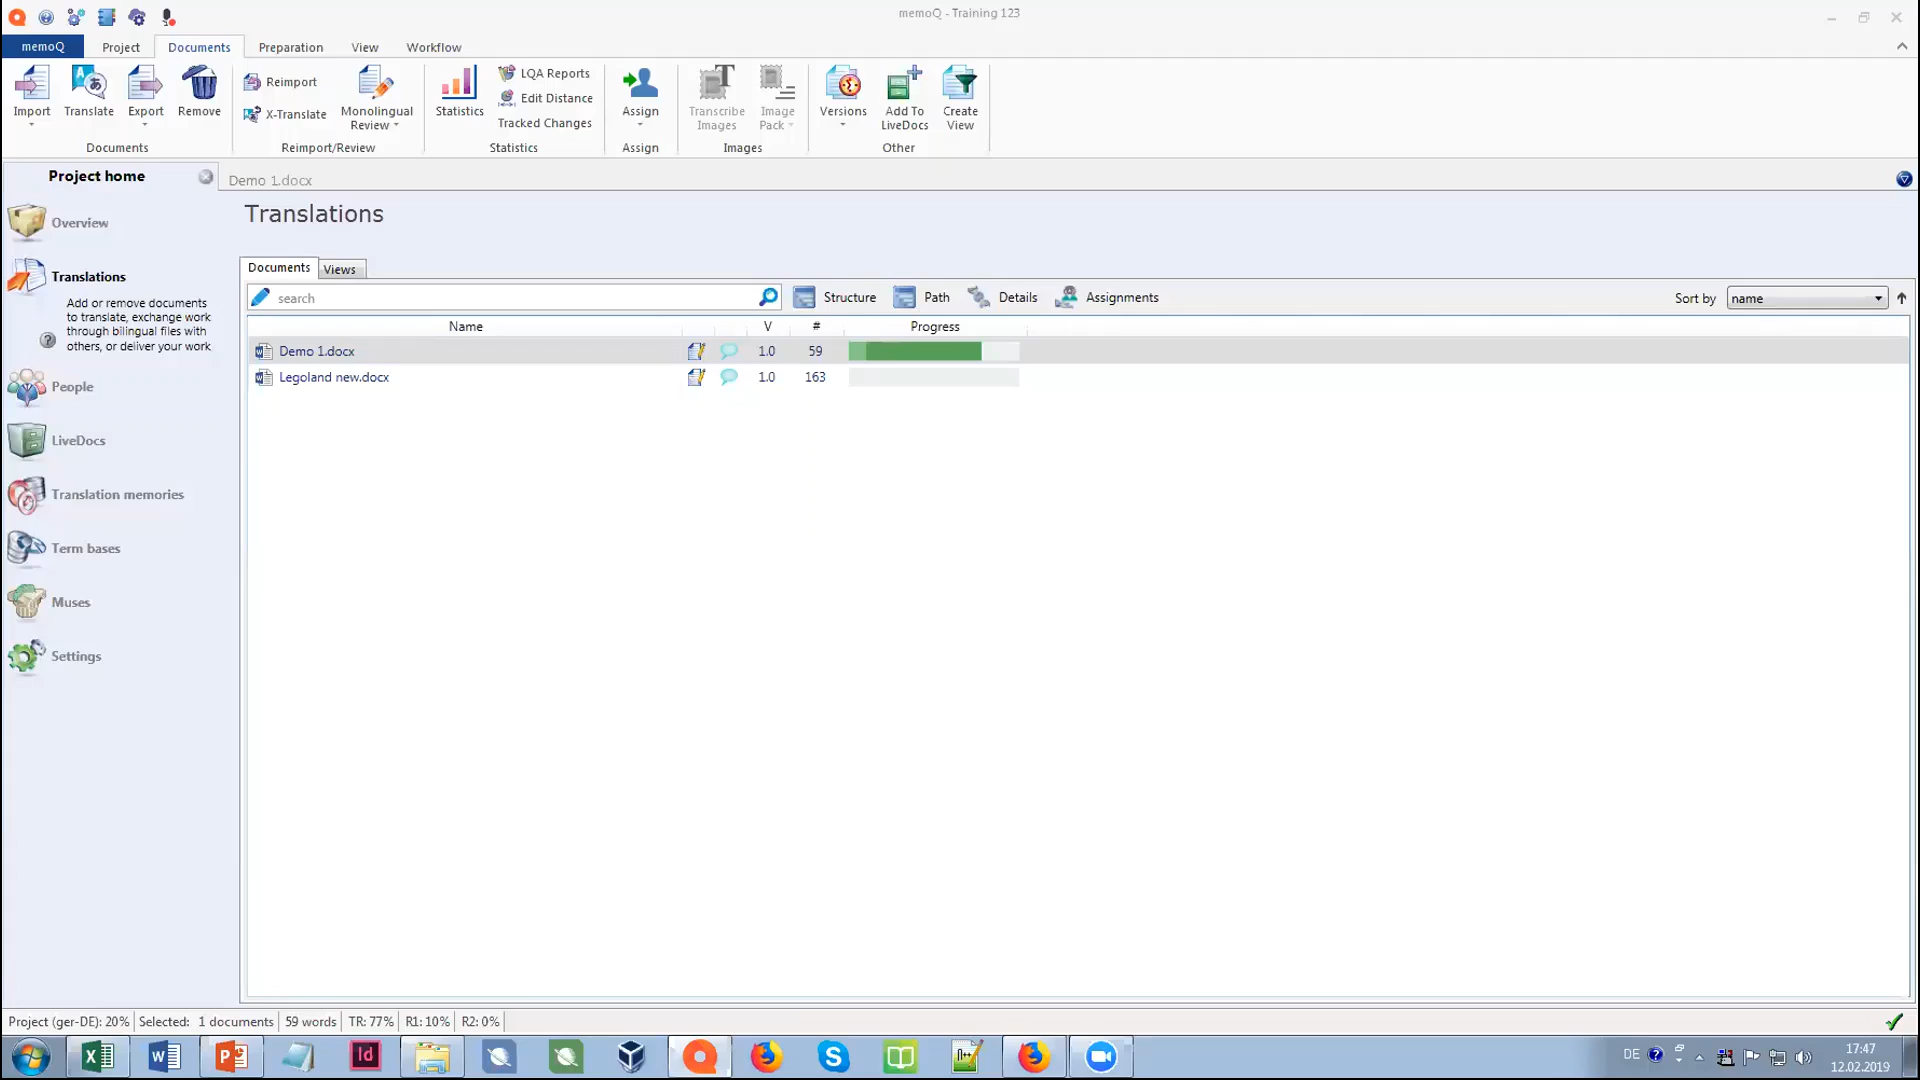 memoQ - Training 123
memoQ Project Documents Preparation View Workflow
Import Translate Export Remove
Documents
Reimport
X-Translate
Monolingual
Review
Reimport/Review
Statistics
LQA Reports
Edit Distance
Tracked Changes
Statistics
Assign
Assign
Transcribe
Images
Image
Pack
Images
Versions
Add To
LiveDocs
Create
View
Other
Project home
Demo 1.docx
Overview
Translations
Add or remove documents
to translate, exchange work
through bilingual files with
others, or deliver your work
People
LiveDocs
Translation memories
Term bases
Muses
Settings
Translations
Documents Views
search
Structure Path Details Assignments
Sort by name
Name V # Progress
Demo 1.docx 1.0 59
Legoland new.docx 1.0 163
Project (ger-DE): 20% Selected: 1 documents 59 words TR: 77% R1: 10% R2: 0%
DE
17:47
12.02.2019